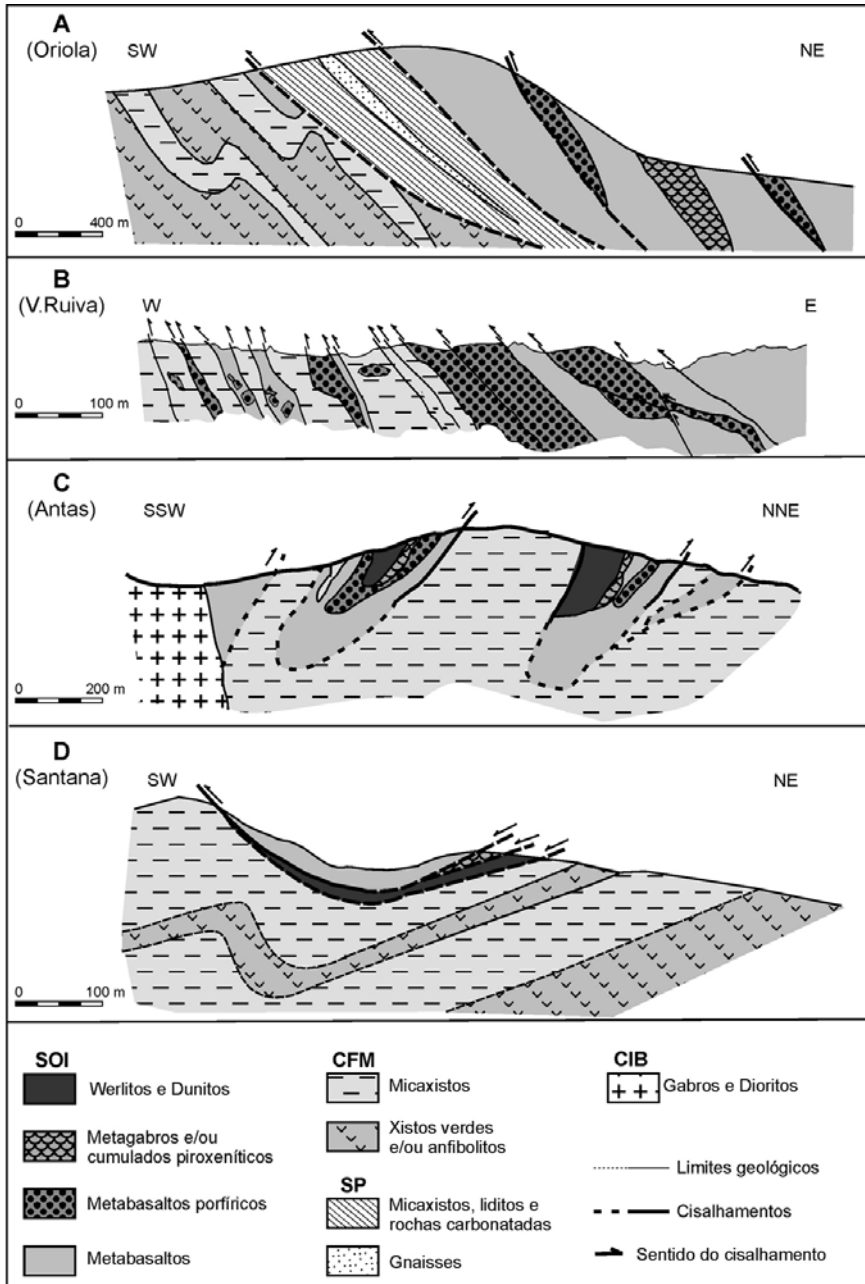 A
(Oriola)
SW
NE
0
400 m
B
(V.Ruiva)
W
E
0
100 m
C
(Antas)
SSW
NNE
0
200 m
D
(Santana)
SW
NE
0
100 m
SOI
Werlitos e Dunitos
Metagabros e/ou
cumulados piroxeníticos
Metabasaltos porfíricos
Metabasaltos
CFM
Micaxistos
Xistos verdes
e/ou anfibolitos
SP
Micaxistos, liditos e
rochas carbonatadas
Gnaisses
CIB
Gabros e Dioritos
Limites geológicos
Cisalhamentos
Sentido do cisalhamento